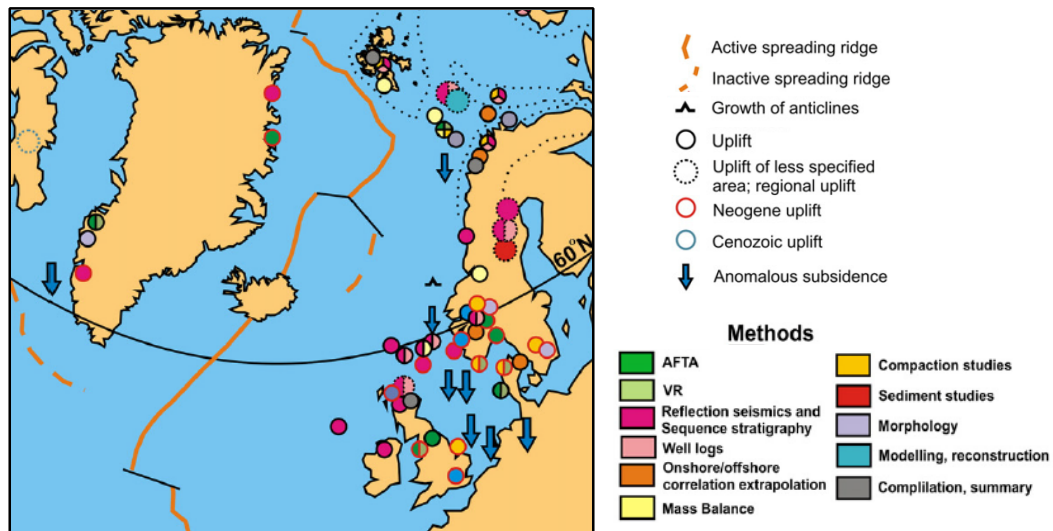 60°N
Active spreading ridge
Inactive spreading ridge
Growth of anticlines
Uplift
Uplift of less specified
area; regional uplift
Neogene uplift
Cenozoic uplift
Anomalous subsidence
Methods
AFTA
VR
Reflection seismics and
Sequence stratigraphy
Well logs
Onshore/offshore
correlation extrapolation
Mass Balance
Compaction studies
Sediment studies
Morphology
Modelling, reconstruction
Complilation, summary